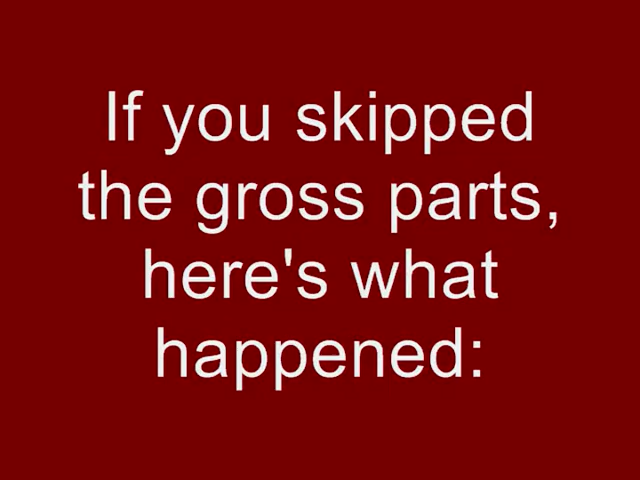 If you skipped
the gross parts,
here's what
happened: